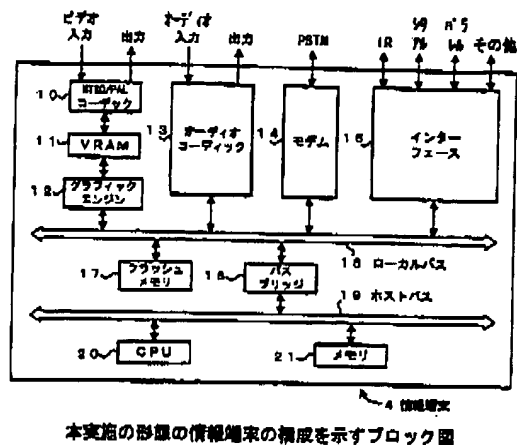 ビデオ
入力
出力
オーディオ
入力
出力
PSTN
IR
シリ
アル
パラ
レル
その他
10
NTSC/PAL
コーデック
11
VRAM
12
グラフィック
エンジン
13
オーディオ
コーディック
14
モデム
15
インター
フェース
18 ローカルバス
17
フラッシュ
メモリ
16
バス
ブリッジ
19 ホストバス
20
CPU
21
メモリ
4 情報端末
本実施の形態の情報端末の構成を示すブロック図